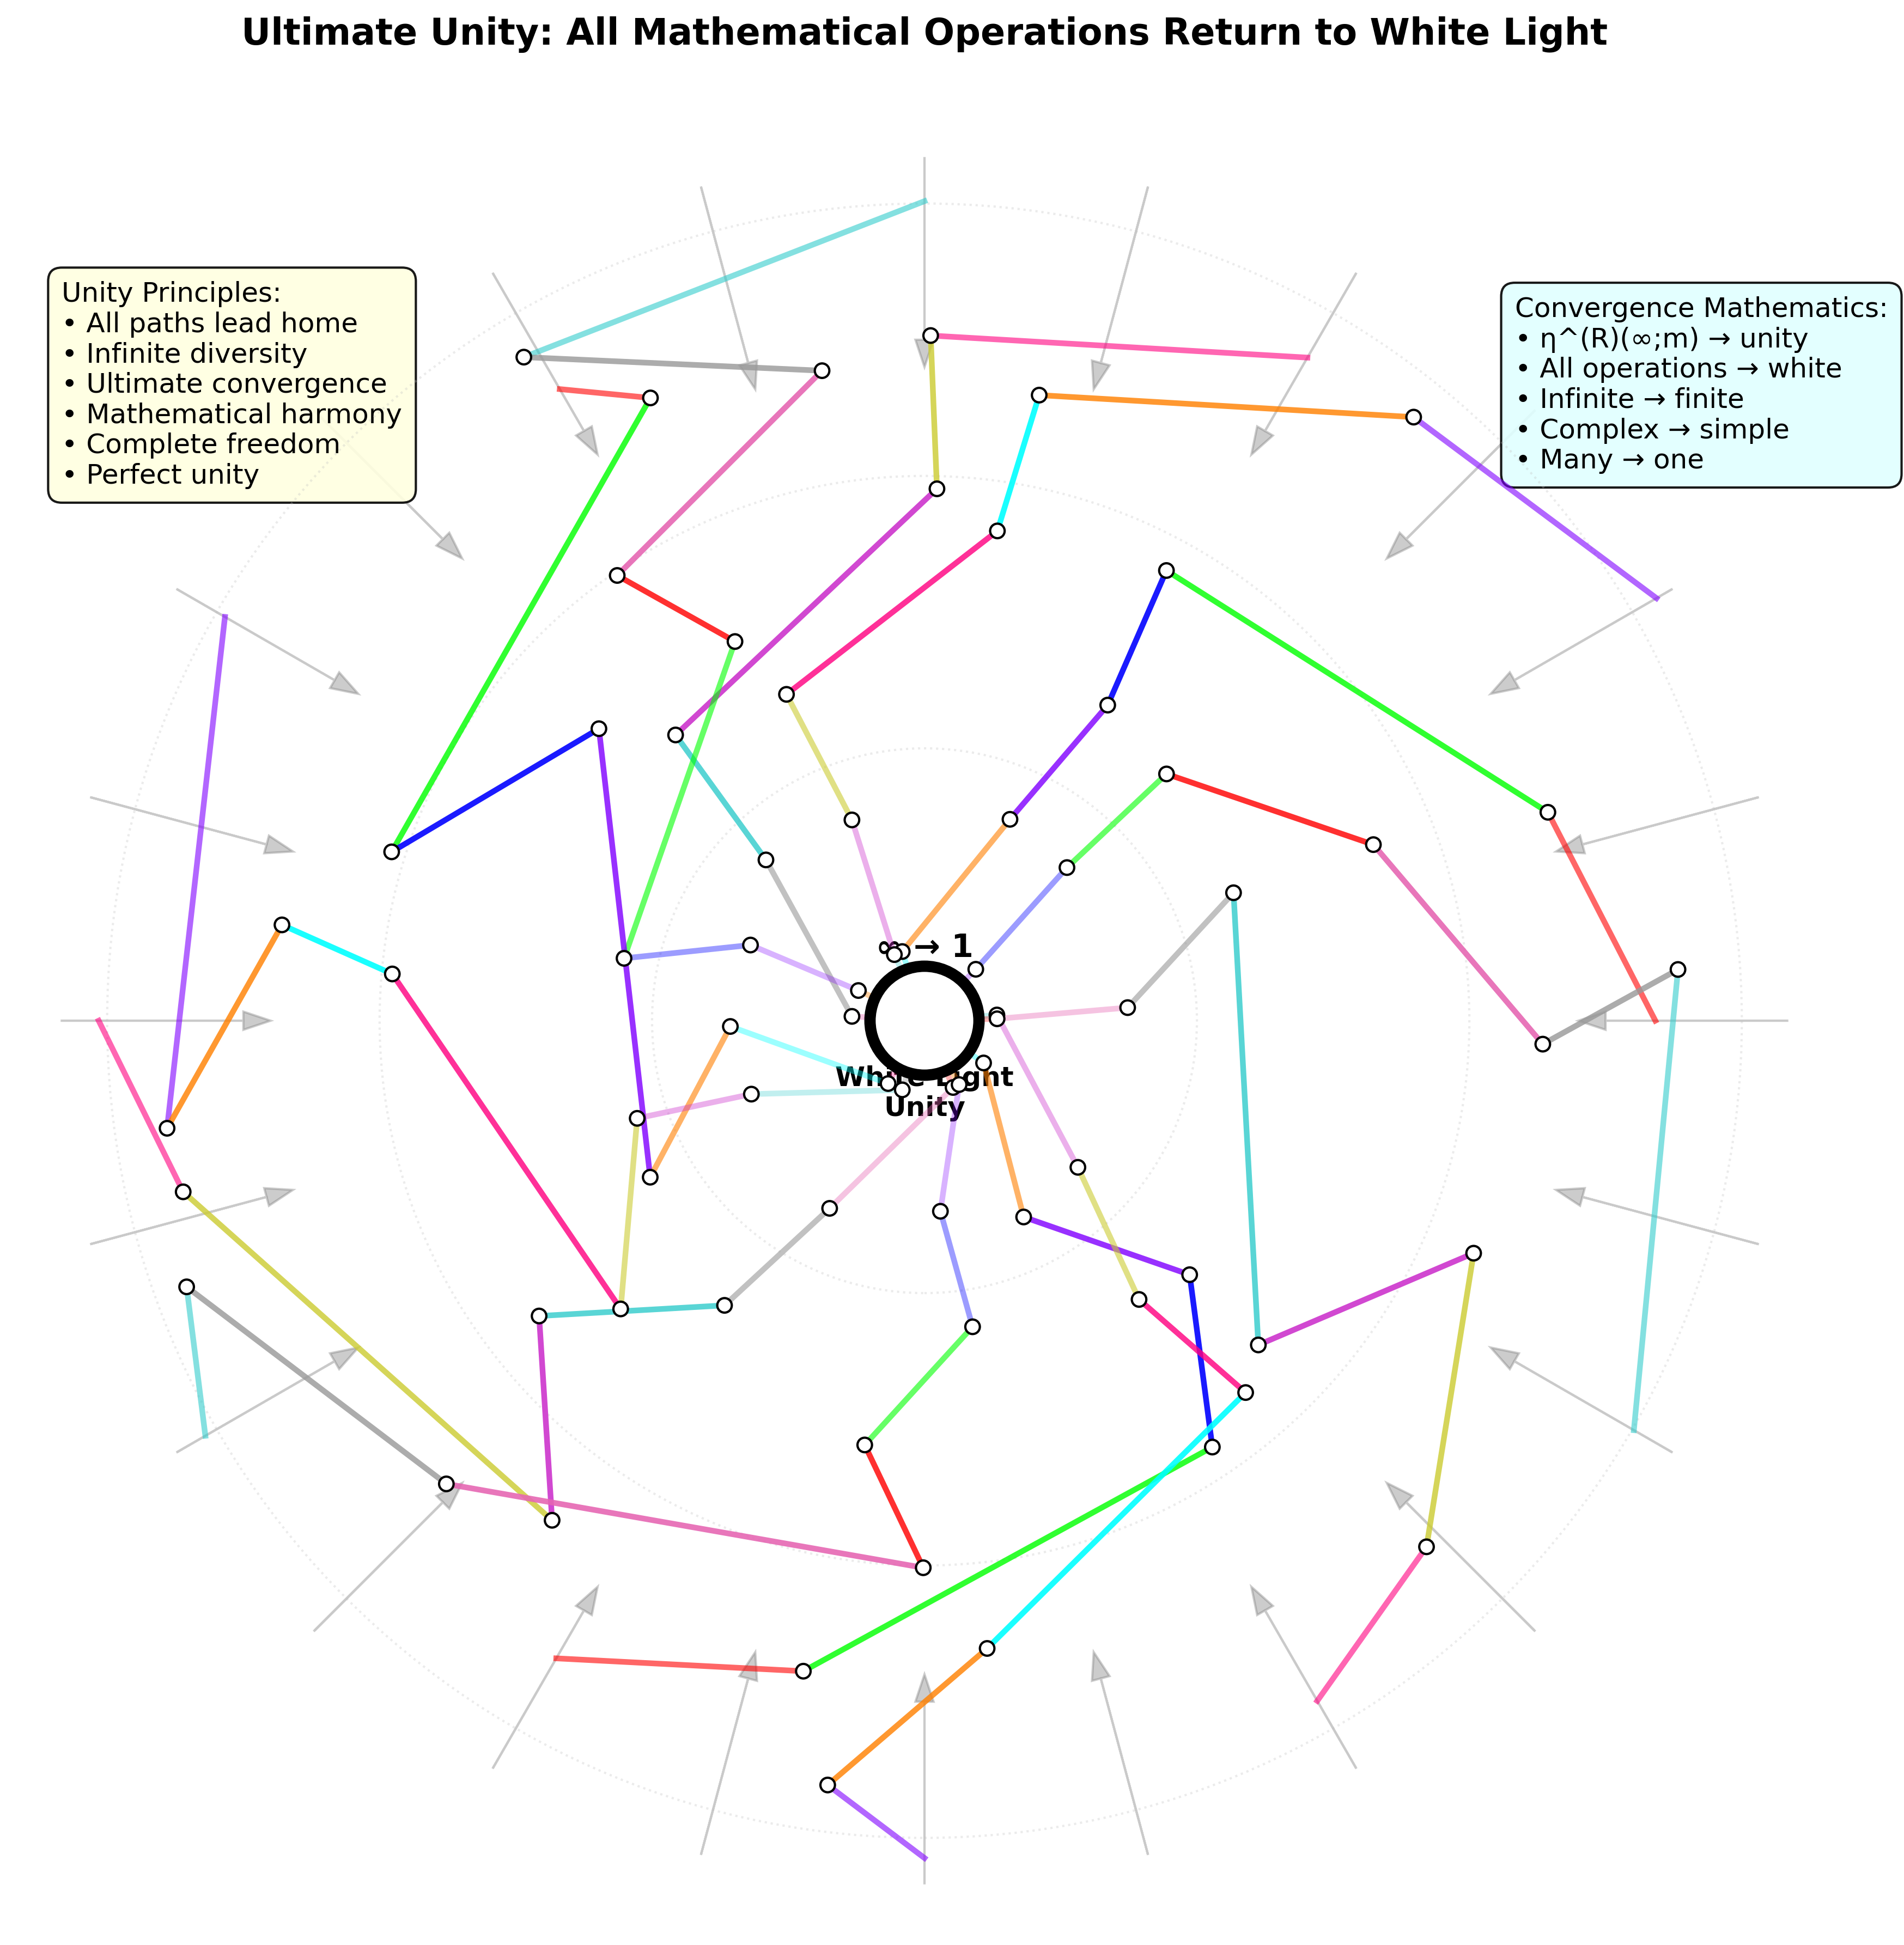 Ultimate Unity: All Mathematical Operations Return to White Light
Unity Principles:
• All paths lead home
• Infinite diversity
• Ultimate convergence
• Mathematical harmony
• Complete freedom
• Perfect unity
Convergence Mathematics:
• η^(R)(∞;m) → unity
• All operations → white
• Infinite → finite
• Complex → simple
• Many → one
∞ → 1
White Light
Unity